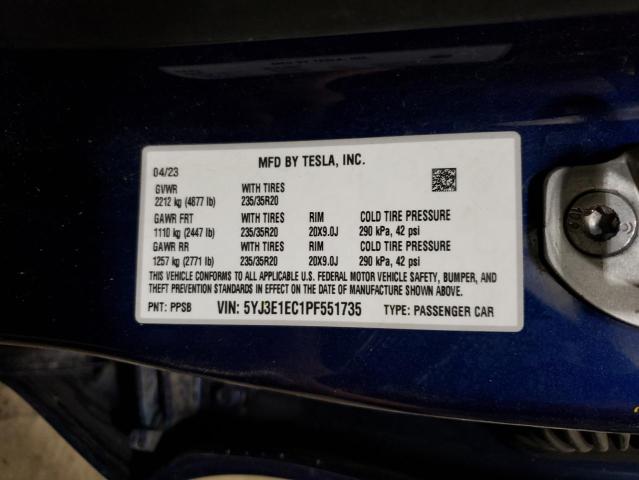 MFD BY TESLA, INC.
04/23
GVWR WITH TIRES
2212 kg (4877 lb) 235/35R20
GAWR FRT WITH TIRES RIM COLD TIRE PRESSURE
1110 kg (2447 lb) 235/35R20 20X9.0J 290 kPa, 42 psi
GAWR RR WITH TIRES RIM COLD TIRE PRESSURE
1257 kg (2771 lb) 235/35R20 20X9.0J 290 kPa, 42 psi
THIS VEHICLE CONFORMS TO ALL APPLICABLE U.S. FEDERAL MOTOR VEHICLE SAFETY, BUMPER, AND
THEFT PREVENTION STANDARDS IN EFFECT ON THE DATE OF MANUFACTURE SHOWN ABOVE.
PNT: PPSB VIN: 5YJ3E1EC1PF551735 TYPE: PASSENGER CAR